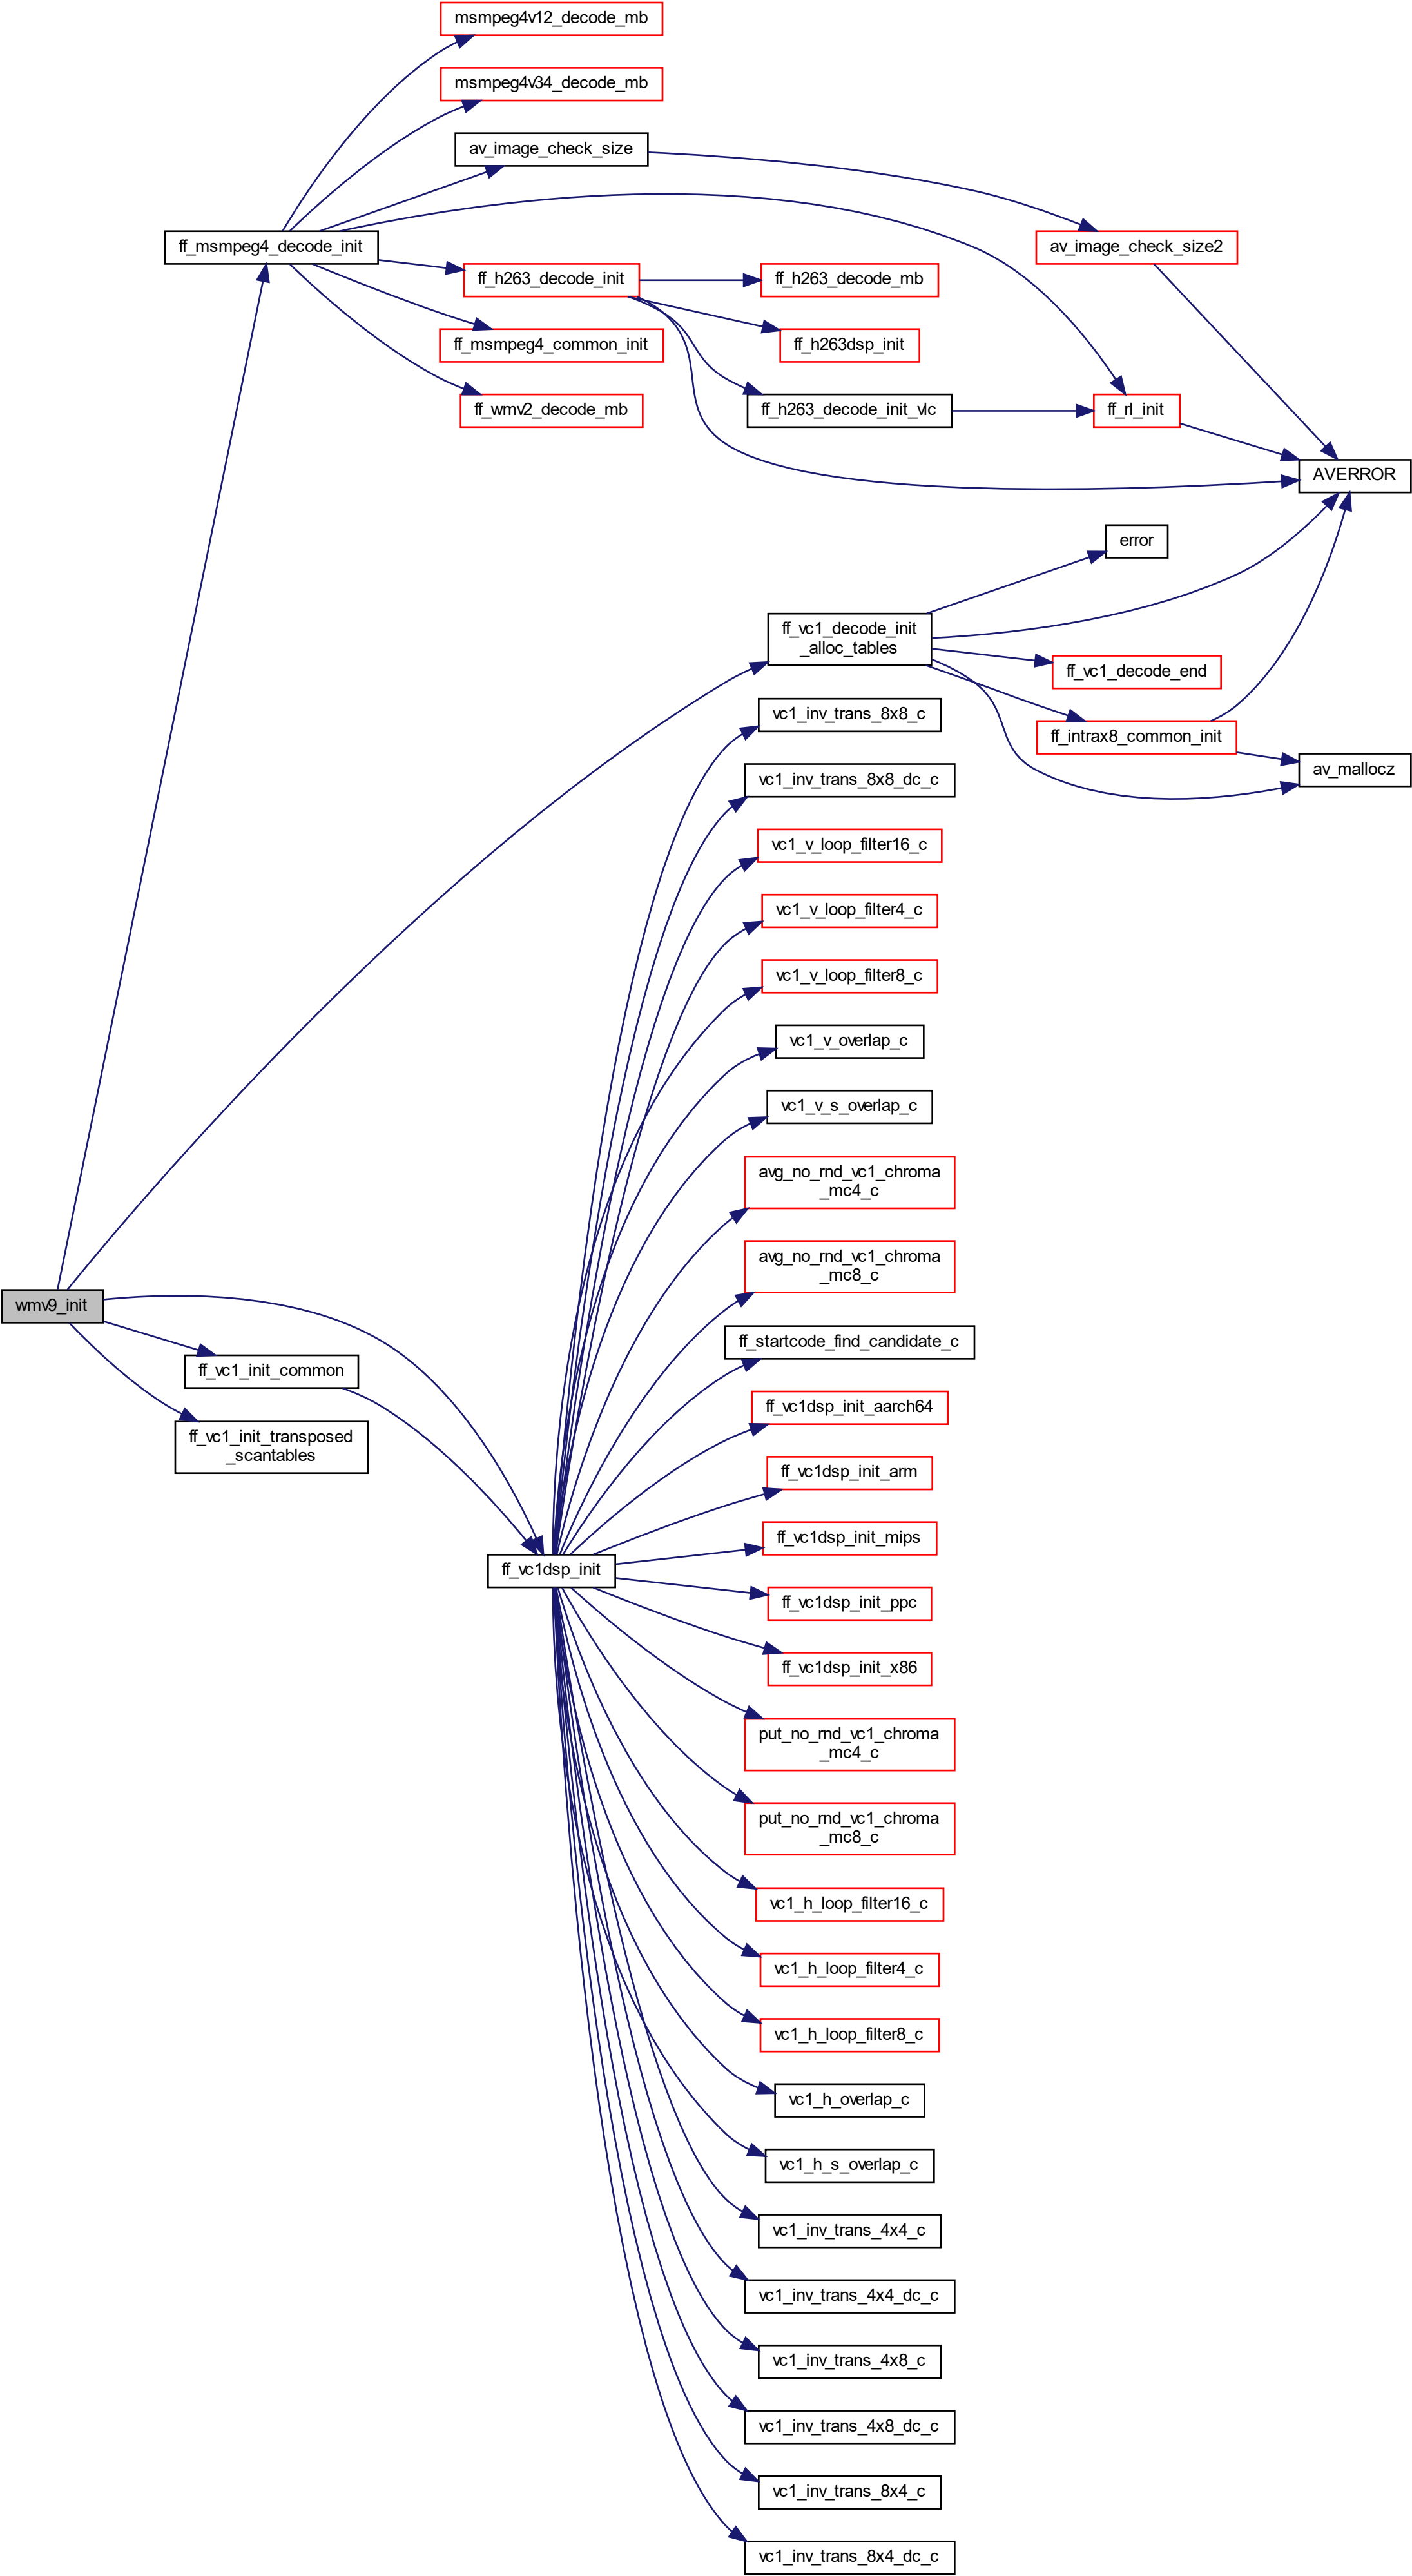 msmpeg4v12_decode_mb
msmpeg4v34_decode_mb
av_image_check_size
ff_msmpeg4_decode_init
av_image_check_size2
ff_h263_decode_init
ff_h263_decode_mb
ff_msmpeg4_common_init
ff_h263dsp_init
ff_wmv2_decode_mb
ff_h263_decode_init_vlc
ff_rl_init
AVERROR
error
ff_vc1_decode_init
_alloc_tables
ff_vc1_decode_end
vc1_inv_trans_8x8_c
ff_intrax8_common_init
av_mallocz
vc1_inv_trans_8x8_dc_c
vc1_v_loop_filter16_c
vc1_v_loop_filter4_c
vc1_v_loop_filter8_c
vc1_v_overlap_c
vc1_v_s_overlap_c
avg_no_rnd_vc1_chroma
_mc4_c
avg_no_rnd_vc1_chroma
_mc8_c
wmv9_init
ff_startcode_find_candidate_c
ff_vc1_init_common
ff_vc1dsp_init_aarch64
ff_vc1_init_transposed
_scantables
ff_vc1dsp_init_arm
ff_vc1dsp_init_mips
ff_vc1dsp_init
ff_vc1dsp_init_ppc
ff_vc1dsp_init_x86
put_no_rnd_vc1_chroma
_mc4_c
put_no_rnd_vc1_chroma
_mc8_c
vc1_h_loop_filter16_c
vc1_h_loop_filter4_c
vc1_h_loop_filter8_c
vc1_h_overlap_c
vc1_h_s_overlap_c
vc1_inv_trans_4x4_c
vc1_inv_trans_4x4_dc_c
vc1_inv_trans_4x8_c
vc1_inv_trans_4x8_dc_c
vc1_inv_trans_8x4_c
vc1_inv_trans_8x4_dc_c